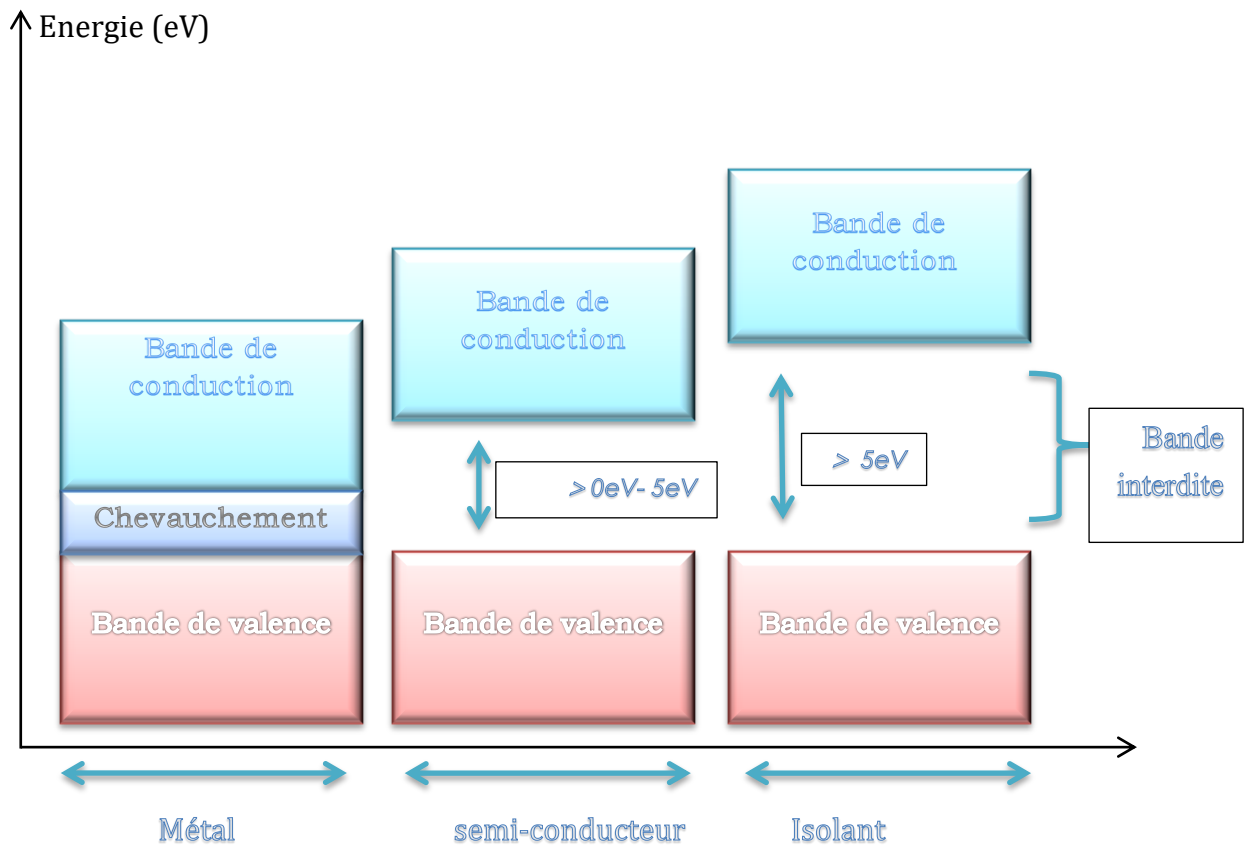 Energie (eV)
Bande de
conduction
Chevauchement
Bande de valence
Bande de
conduction
>0eV- 5eV
Bande de valence
Bande de
conduction
> 5eV
Bande de valence
Bande
interdite
Métal
semi-conducteur
Isolant